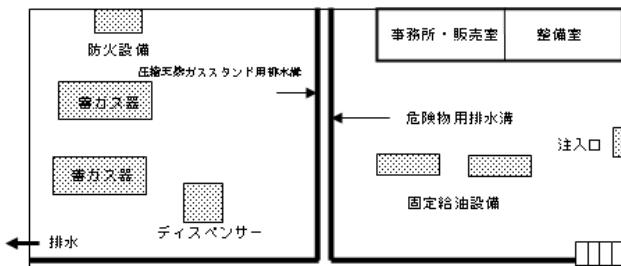 事務所・販売室
整備室
防火設備
圧縮天然ガススタンド用排水溝
蓄ガス器
危険物用排水溝
注入口
蓄ガス器
固定給油設備
ディスペンサー
排水